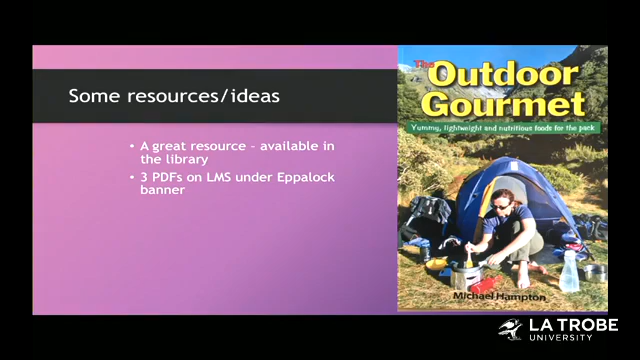 Some resources/ideas
• A great resource – available in
the library
• 3 PDFs on LMS under Eppalock
banner
The
Outdoor
Gourmet
Yummy, lightweight and nutritious foods for the pack
Michael Hampton
LA TROBE
UNIVERSITY